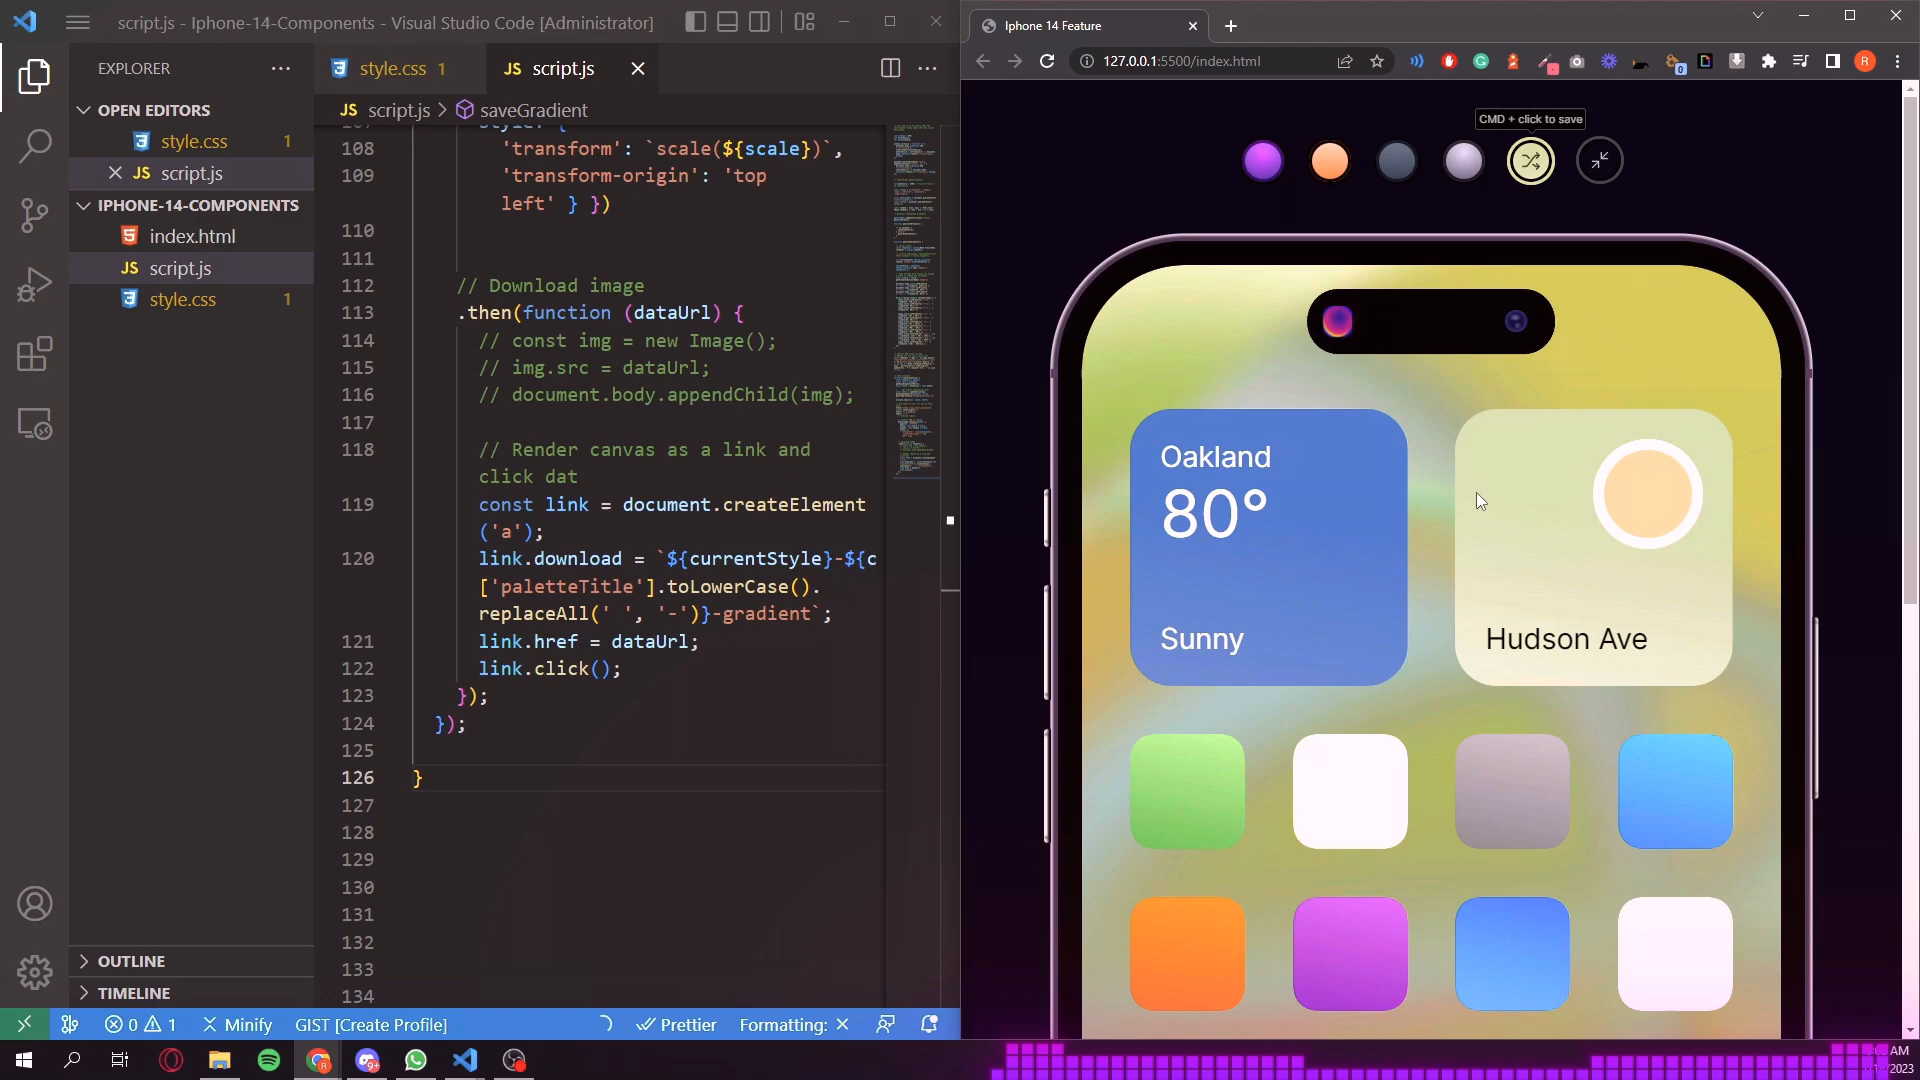 script.js - Iphone-14-Components - Visual Studio Code [Administrator]
EXPLORER
OPEN EDITORS
style.css 1
JS script.js
IPHONE-14-COMPONENTS
index.html
JS script.js
style.css 1
OUTLINE
TIMELINE
style.css 1
JS script.js
JS script.js > saveGradient
108 'transform': `scale(${scale})`,
109 'transform-origin': 'top
left' } })
110
111
112 // Download image
113 .then(function (dataUrl) {
114 // const img = new Image();
115 // img.src = dataUrl;
116 // document.body.appendChild(img);
117
118 // Render canvas as a link and
click dat
119 const link = document.createElement
('a');
120 link.download = `${currentStyle}-${c
['paletteTitle'].toLowerCase().
replaceAll(' ', '-')}-gradient`;
121 link.href = dataUrl;
122 link.click();
123 });
124 });
125
126 }
127
128
129
130
131
132
133
134
0 1 Minify GIST [Create Profile] Prettier Formatting:
Iphone 14 Feature
127.0.0.1:5500/index.html
R
0
CMD + click to save
Oakland
80°
Sunny
Hudson Ave
9+
R
AM
2023